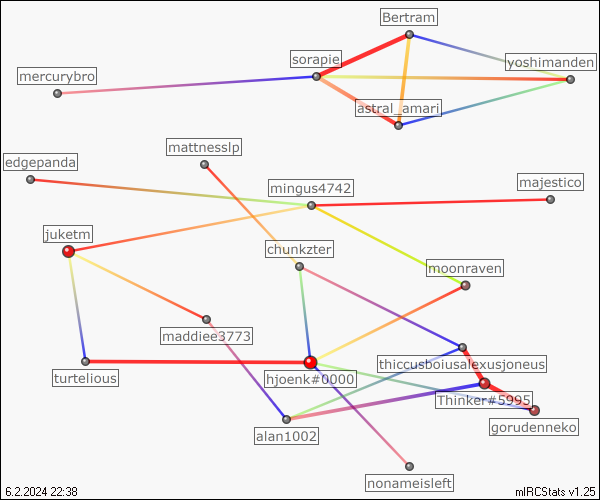 Bertram
sorapie
yoshimanden
mercurybro
astral_amari
mattnesslp
edgepanda
mingus4742
majestico
juketm
chunkzter
moonraven
maddiee3773
thiccusboiusalexusjoneus
turtelious
hjoenk#0000
Thinker#5995
gorudenneko
alan1002
nonameisleft
6.2.2024 22:38
mIRCStats v1.25